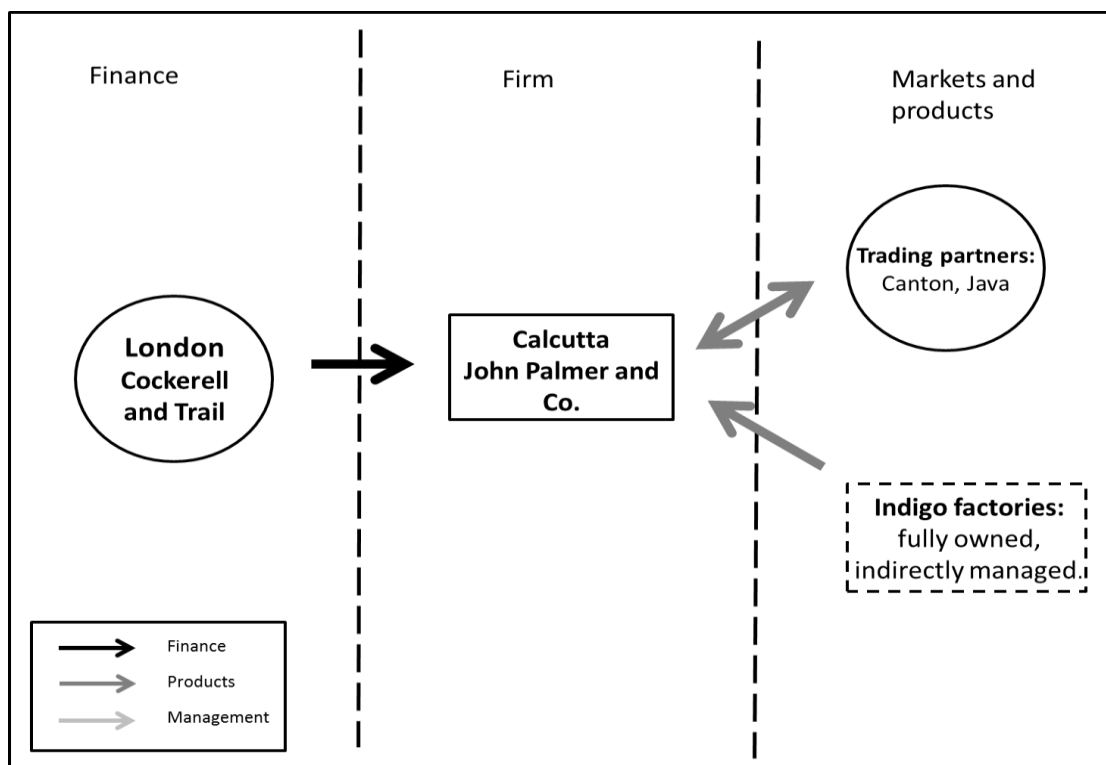 Finance
Firm
Markets and
products
London
Cockerell
and Trail
Calcutta
John Palmer and
Co.
Trading partners:
Canton, Java
Indigo factories:
fully owned,
indirectly managed.
Finance
Products
Management